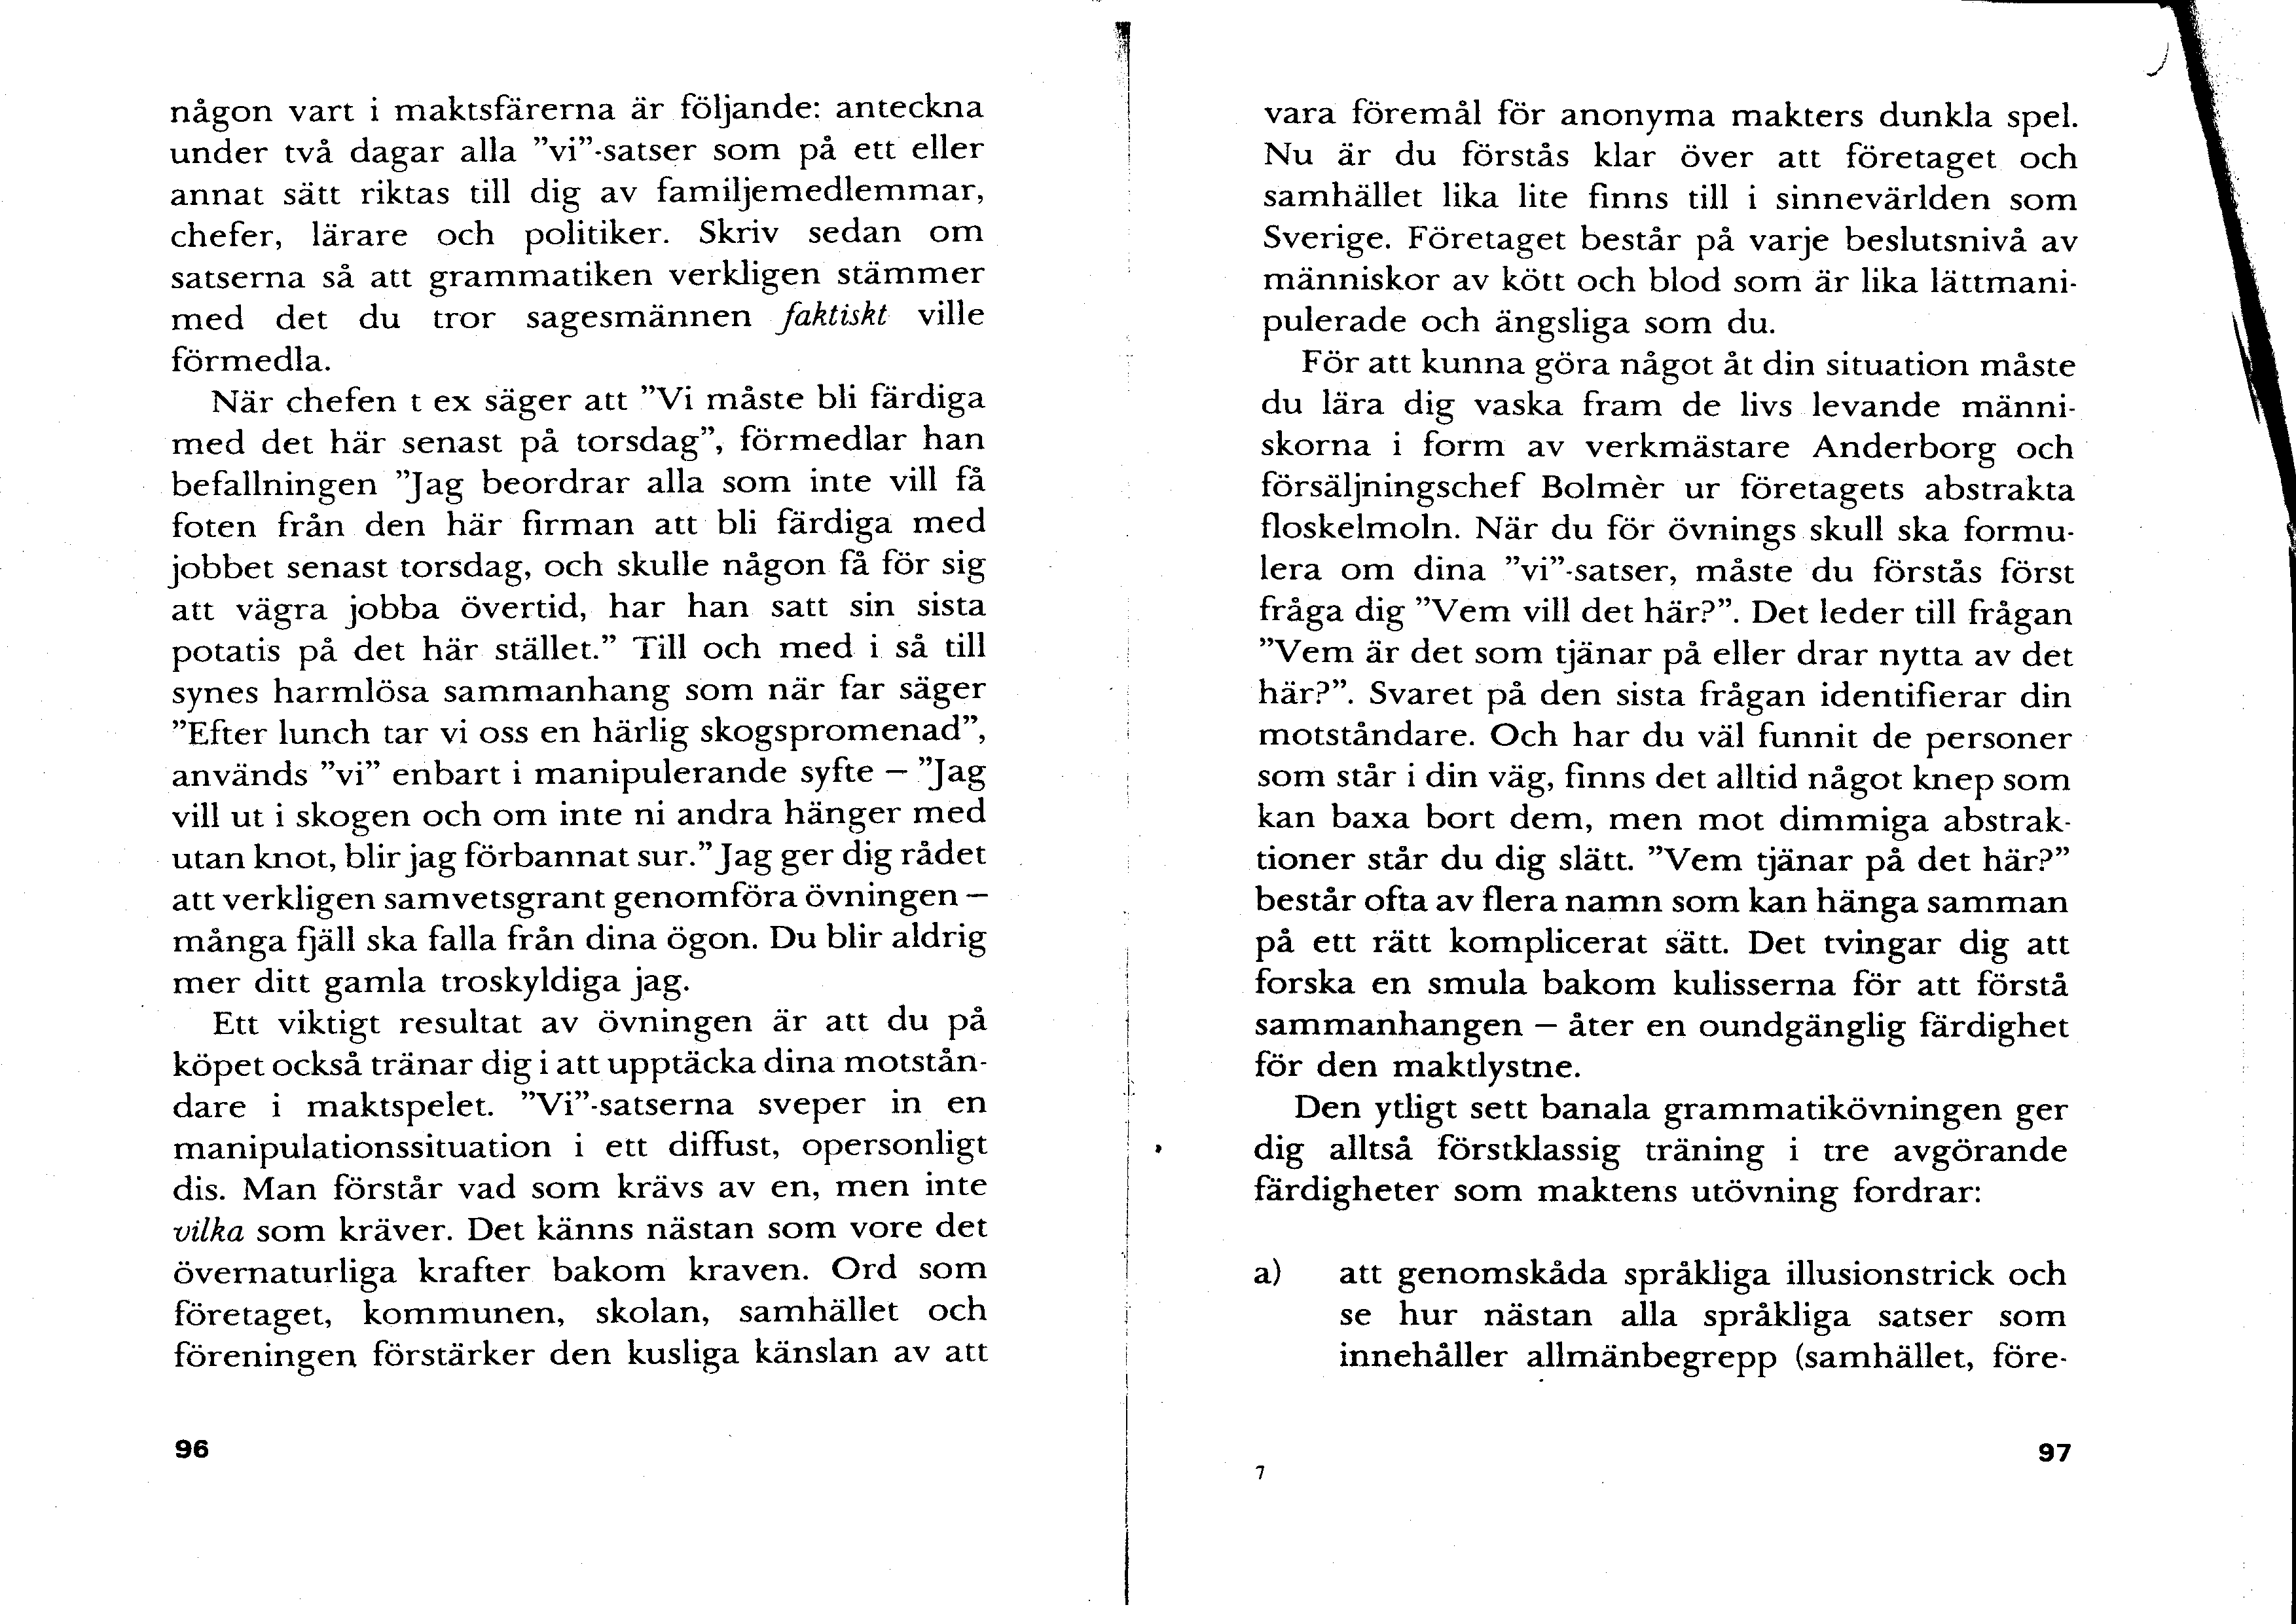 någon vart i maktsfärerna är följande: anteckna
under två dagar alla ”vi”-satser som på ett eller
annat sätt riktas till dig av familjemedlemmar,
chefer, lärare och politiker. Skriv sedan om
satserna så att grammatiken verkligen stämmer
med det du tror sagesmännen faktiskt ville
förmedla.
När chefen t ex säger att ”Vi måste bli färdiga
med det här senast på torsdag”, förmedlar han
befallningen ”Jag beordrar alla som inte vill få
foten från den här firman att bli färdiga med
jobbet senast torsdag, och skulle någon få för sig
att vägra jobba övertid, har han satt sin sista
potatis på det här stället.” Till och med i så till
synes harmlösa sammanhang som när far säger
”Efter lunch tar vi oss en härlig skogspromenad”,
används ”vi” enbart i manipulerande syfte – ”Jag
vill ut i skogen och om inte ni andra hänger med
utan knot, blir jag förbannat sur.” Jag ger dig rådet
att verkligen samvetsgrant genomföra övningen –
många fjäll ska falla från dina ögon. Du blir aldrig
mer ditt gamla troskyldiga jag.
Ett viktigt resultat av övningen är att du på
köpet också tränar dig i att upptäcka dina motstån-
dare i maktspelet. ”Vi”-satserna sveper in en
manipulationssituation i ett diffust, opersonligt
dis. Man förstår vad som krävs av en, men inte
vilka som kräver. Det känns nästan som vore det
övernaturliga krafter bakom kraven. Ord som
företaget, kommunen, skolan, samhället och
föreningen förstärker den kusliga känslan av att
96
vara föremål för anonyma makters dunkla spel.
Nu är du förstås klar över att företaget och
samhället lika lite finns till i sinnevärlden som
Sverige. Företaget består på varje beslutsnivå av
människor av kött och blod som är lika lättmani-
pulerade och ängsliga som du.
För att kunna göra något åt din situation måste
du lära dig vaska fram de livs levande männi-
skorna i form av verkmästare Anderborg och
försäljningschef Bolmèr ur företagets abstrakta
floskelmoln. När du för övnings skull ska formu-
lera om dina ”vi”-satser, måste du förstås först
fråga dig ”Vem vill det här?”. Det leder till frågan
”Vem är det som tjänar på eller drar nytta av det
här?”. Svaret på den sista frågan identifierar din
motståndare. Och har du väl funnit de personer
som står i din väg, finns det alltid något knep som
kan baxa bort dem, men mot dimmiga abstrak-
tioner står du dig slätt. ”Vem tjänar på det här?”
består ofta av flera namn som kan hänga samman
på ett rätt komplicerat sätt. Det tvingar dig att
forska en smula bakom kulisserna för att förstå
sammanhangen – åter en oundgänglig färdighet
för den maktlystne.
Den ytligt sett banala grammatikövningen ger
dig alltså förstklassig träning i tre avgörande
färdigheter som maktens utövning fordrar:
a) att genomskåda språkliga illusionstrick och
se hur nästan alla språkliga satser som
innehåller allmänbegrepp (samhället, före-
97
7